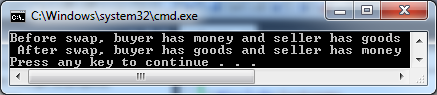 C:\Windows\system32\cmd.exe
Before swap, buyer has money and seller has goods
After swap, buyer has goods and seller has money
Press any key to continue . . .